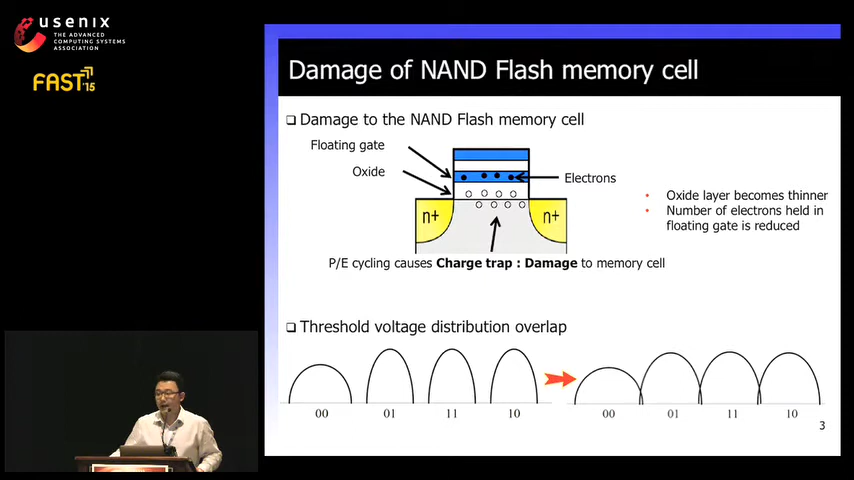 usenix
THE ADVANCED
COMPUTING SYSTEMS
ASSOCIATION
FAST '15
Damage of NAND Flash memory cell
❑ Damage to the NAND Flash memory cell
Floating gate
Oxide
Electrons
n+
n+
• Oxide layer becomes thinner
• Number of electrons held in
floating gate is reduced
P/E cycling causes Charge trap : Damage to memory cell
❑ Threshold voltage distribution overlap
00 01 11 10
00 01 11 10
3